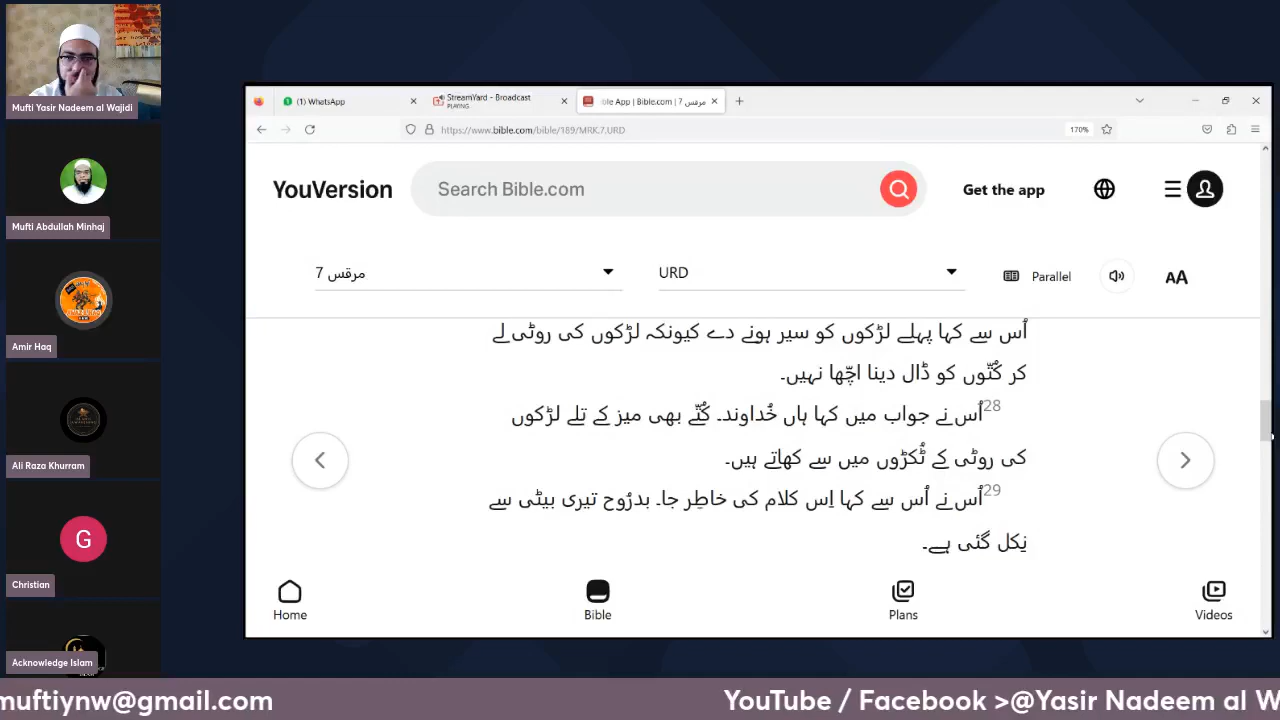 Mufti Yasir Nadeem al Wajidi
Mufti Abdullah Minhaj
Amir Haq
Ali Raza Khurram
G
Christian
Acknowledge Islam
(1) WhatsApp
StreamYard - Broadcast
PLAYING
ble App | Bible.com | مرقس 7
https://www.bible.com/bible/189/MRK.7.URD
170%
YouVersion
Search Bible.com
Get the app
مرقس 7
URD
Parallel
AA
اُس سے کہا پہلے لڑکوں کو سیر ہونے دے کیونکہ لڑکوں کی روٹی لے
کر کُتّوں کو ڈال دینا اچّھا نہیں۔
28 اُس نے جواب میں کہا ہاں خُداوند۔ کُتّے بھی میز کے تلے لڑکوں
کی روٹی کے ٹُکڑوں میں سے کھاتے ہیں۔
29 اُس نے اُس سے کہا اِس کلام کی خاطِر جا۔ بدرُوح تیری بیٹی سے
نِکل گئی ہے۔
Home
Bible
Plans
Videos
muftiynw@gmail.com
YouTube / Facebook >@Yasir Nadeem al W